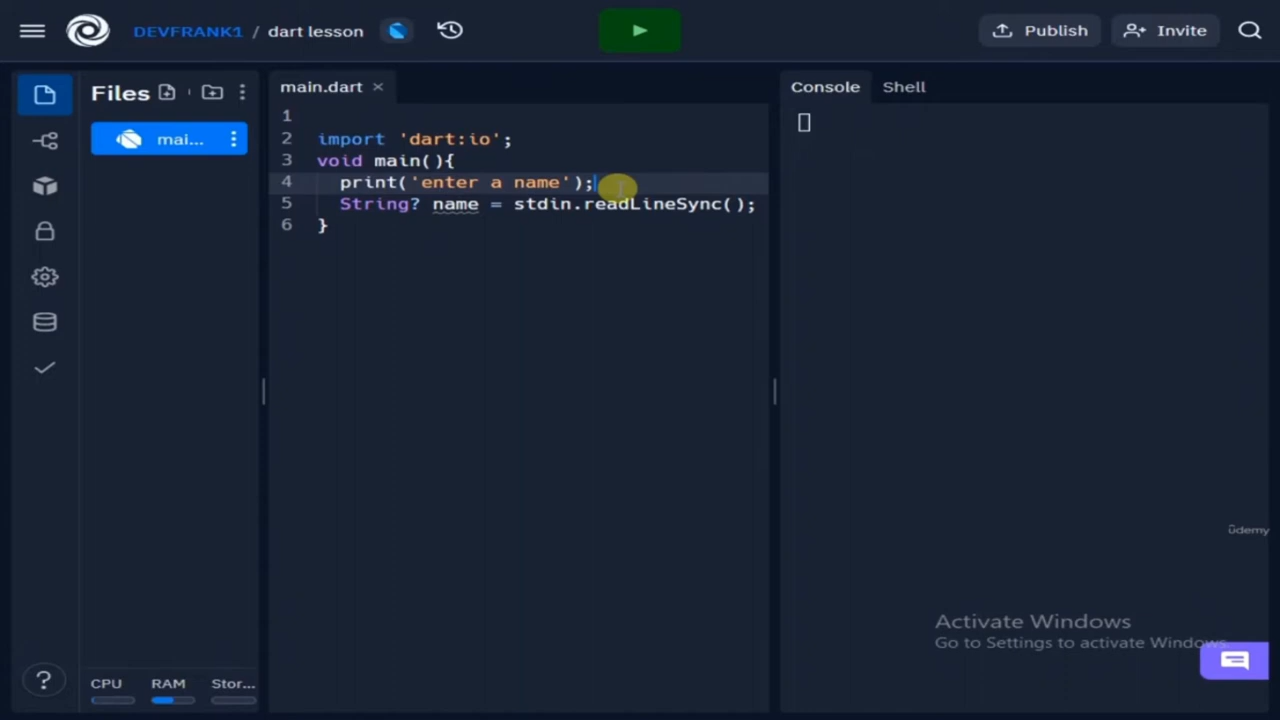 DEVFRANK1 / dart lesson
Publish
Invite
Files
mai...
main.dart
Console
Shell
1
2 import 'dart:io';
3 void main(){
4 print('enter a name');
5 String? name = stdin.readLineSync();
6 }
ûdemy
Activate Windows
Go to Settings to activate Windows.
?
CPU RAM Stor...